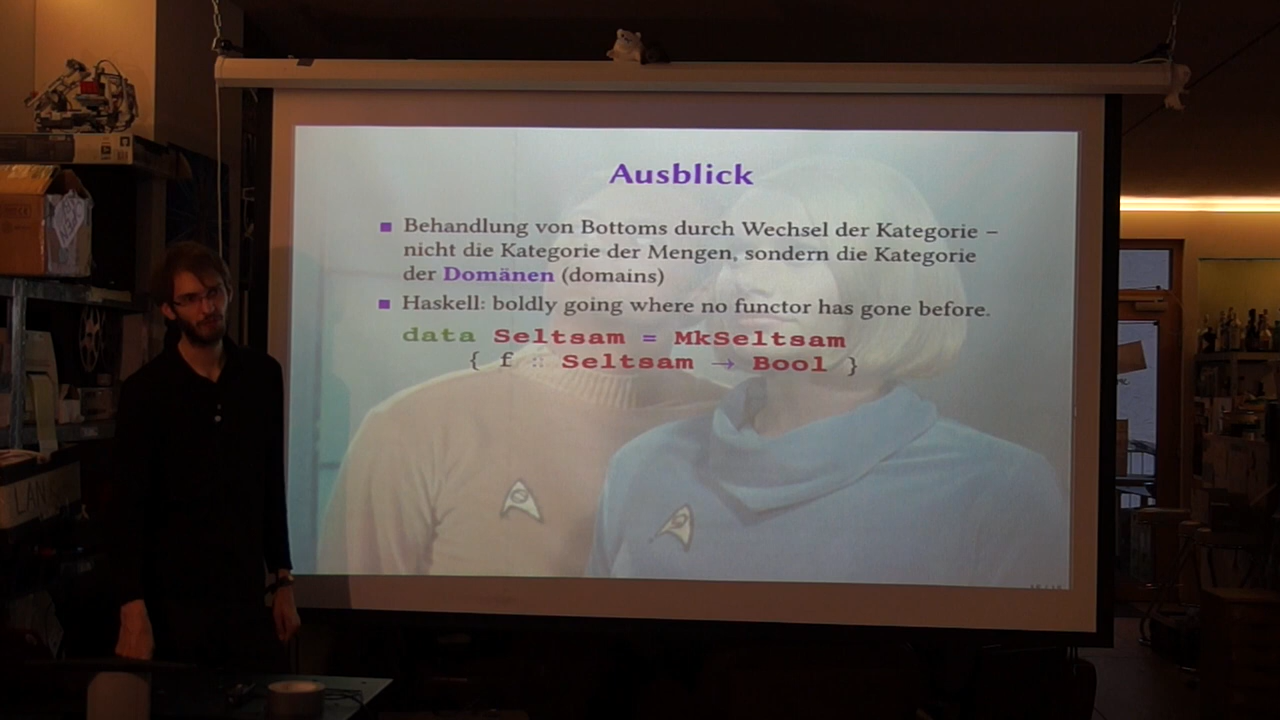 Ausblick
Behandlung von Bottoms durch Wechsel der Kategorie –
nicht die Kategorie der Mengen, sondern die Kategorie
der Domänen (domains)
Haskell: boldly going where no functor has gone before.
data Seltsam = MkSeltsam
{ f :: Seltsam → Bool }